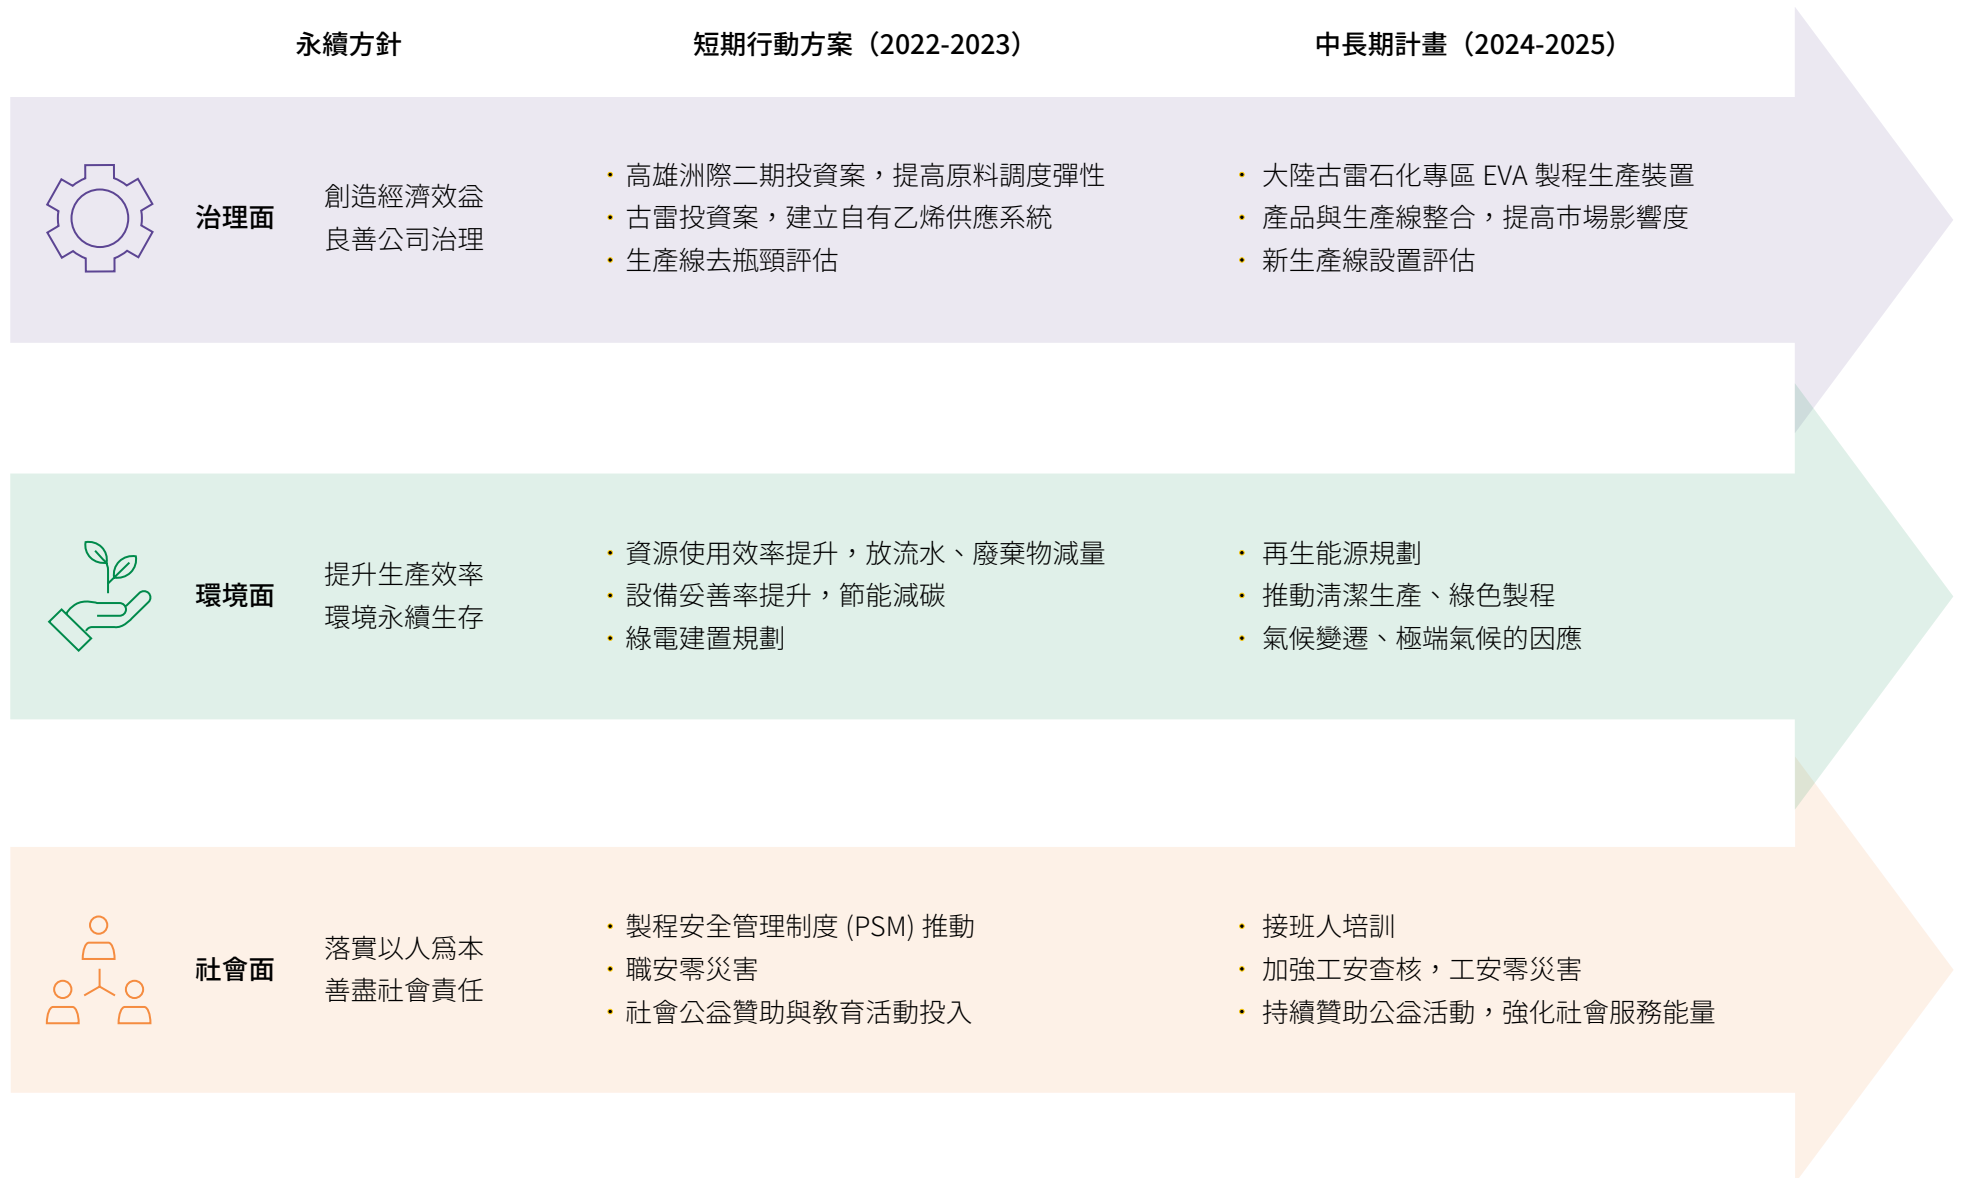 永續方針
短期行動方案（2022-2023）
中長期計畫（2024-2025）
治理面
創造經濟效益
良善公司治理
・高雄洲際二期投資案，提高原料調度彈性
・古雷投資案，建立自有乙烯供應系統
・生產線去瓶頸評估
・大陸古雷石化專區 EVA 製程生產裝置
・產品與生產線整合，提高市場影響度
・新生產線設置評估
環境面
提升生產效率
環境永續生存
・資源使用效率提升，放流水、廢棄物減量
・設備妥善率提升，節能減碳
・綠電建置規劃
・再生能源規劃
・推動清潔生產、綠色製程
・氣候變遷、極端氣候的因應
社會面
落實以人為本
善盡社會責任
・製程安全管理制度 (PSM) 推動
・職安零災害
・社會公益贊助與教育活動投入
・接班人培訓
・加強工安查核，工安零災害
・持續贊助公益活動，強化社會服務能量